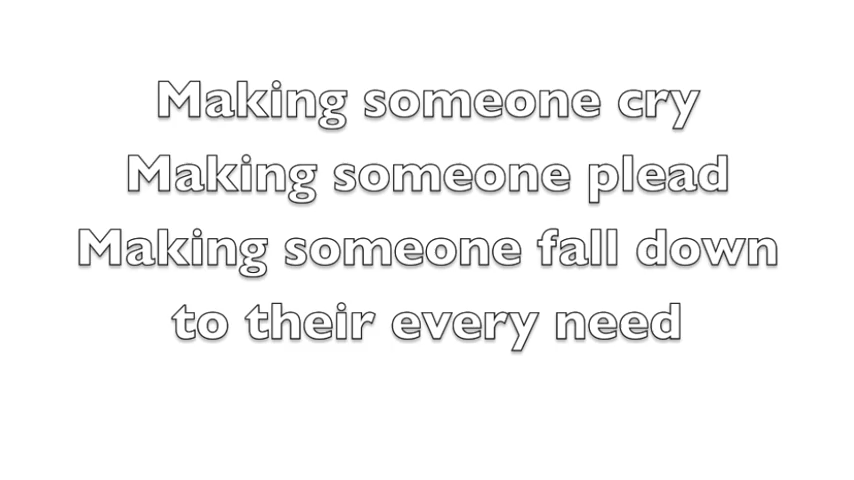 Making someone cry
Making someone plead
Making someone fall down
to their every need